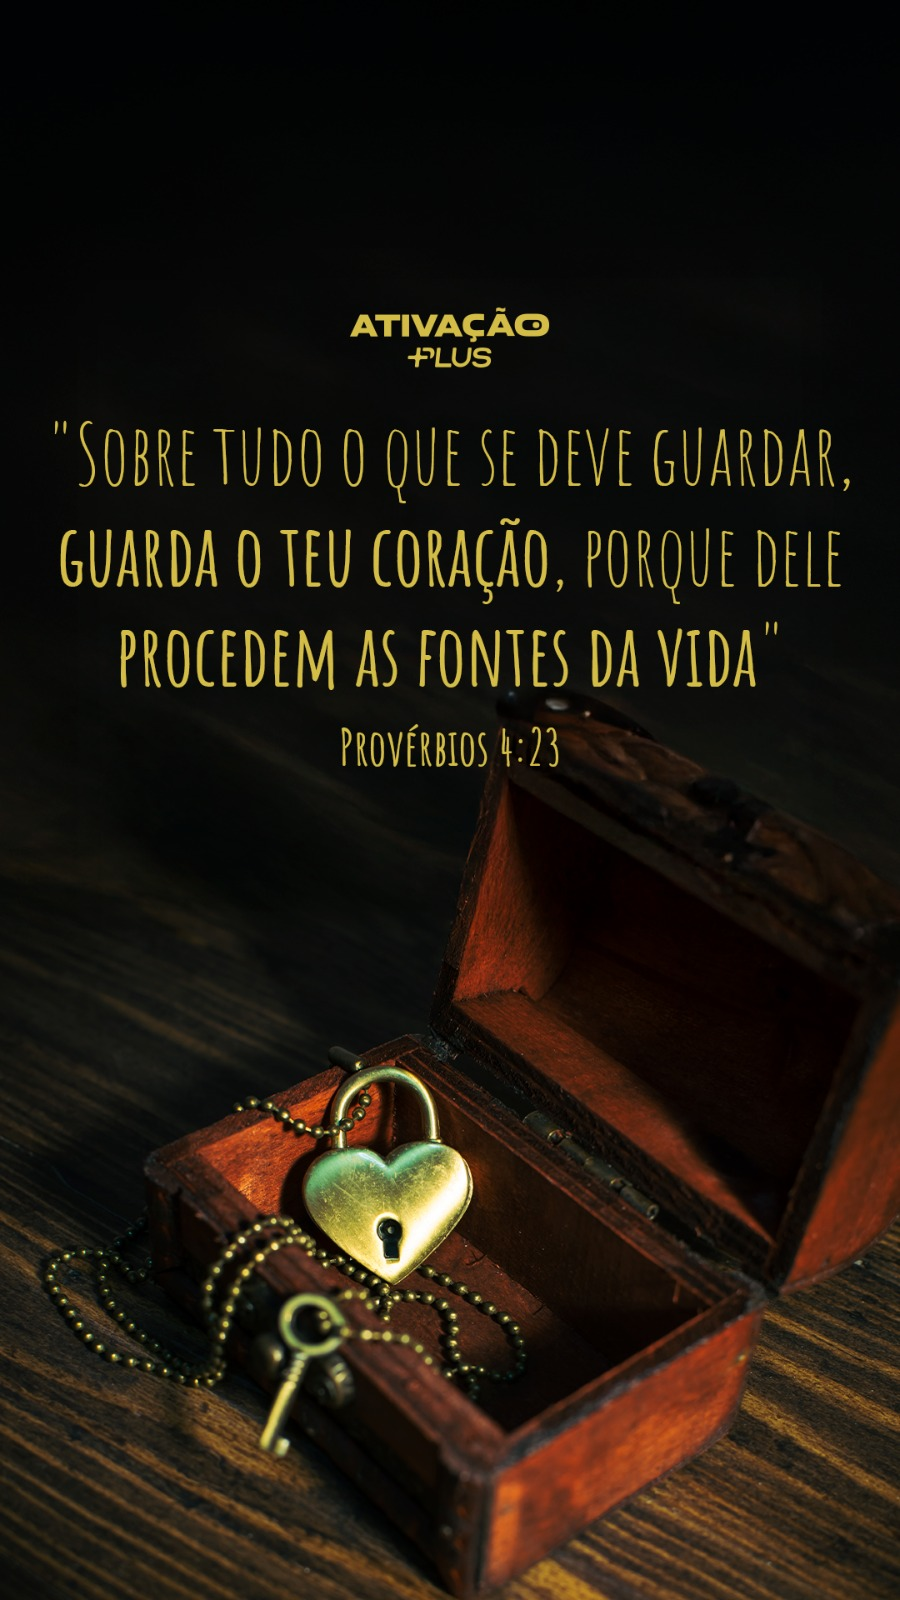 ATIVAÇÃO
PLUS
"Sobre tudo o que se deve guardar,
guarda o teu coração, porque dele
procedem as fontes da vida"
Provérbios 4:23